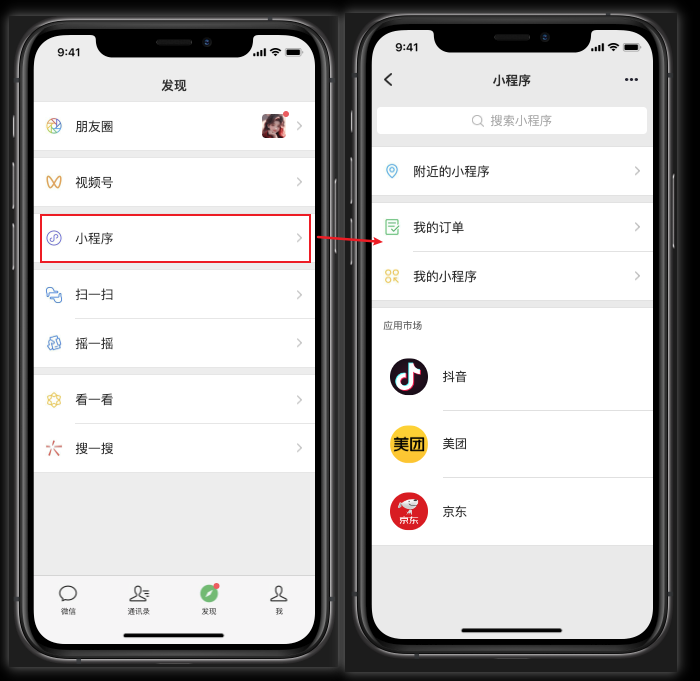 9:41
发现
朋友圈
视频号
小程序
扫一扫
摇一摇
看一看
搜一搜
微信
通讯录
发现
我
9:41
小程序
搜索小程序
附近的小程序
我的订单
我的小程序
应用市场
抖音
美团
美团
京东
京东